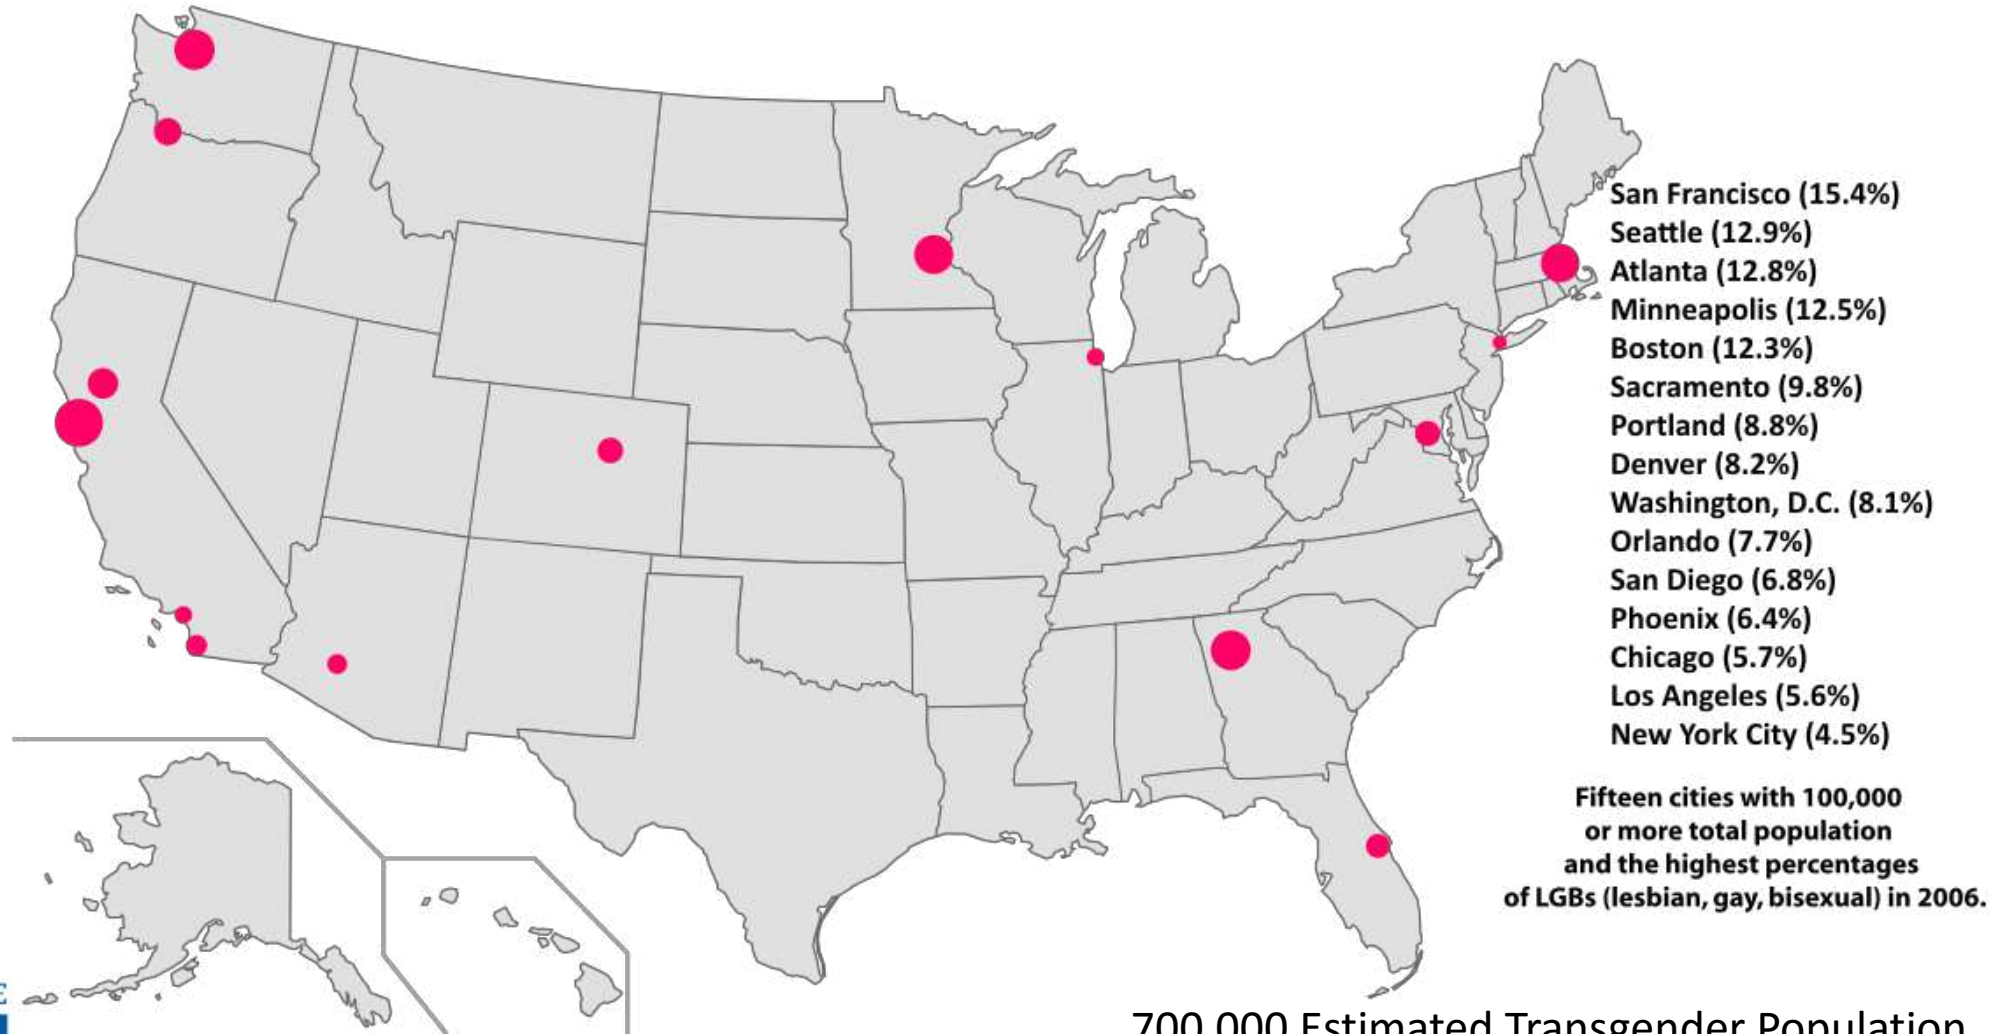 San Francisco (15.4%)
Seattle (12.9%)
Atlanta (12.8%)
Minneapolis (12.5%)
Boston (12.3%)
Sacramento (9.8%)
Portland (8.8%)
Denver (8.2%)
Washington, D.C. (8.1%)
Orlando (7.7%)
San Diego (6.8%)
Phoenix (6.4%)
Chicago (5.7%)
Los Angeles (5.6%)
New York City (4.5%)
Fifteen cities with 100,000
or more total population
and the highest percentages
of LGBs (lesbian, gay, bisexual) in 2006.
E
700,000 Estimated Transgender Population